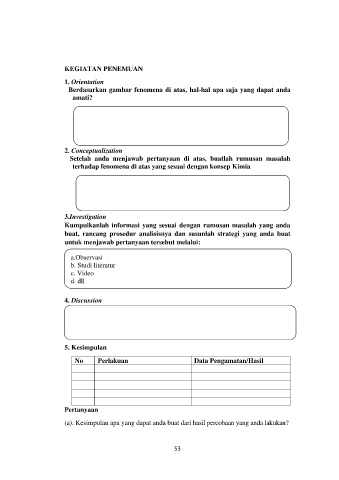 KEGIATAN PENEMUAN
1. Orientation
Berdasarkan gambar fenomena di atas, hal-hal apa saja yang dapat anda
amati?
2. Conceptualization
Setelah anda menjawab pertanyaan di atas, buatlah rumusan masalah
terhadap fenomena di atas yang sesuai dengan konsep Kimia
3.Investigation
Kumpulkanlah informasi yang sesuai dengan rumusan masalah yang anda
buat, rancang prosedur analisisnya dan susunlah strategi yang anda buat
untuk menjawab pertanyaan tersebut melalui:
a.Observasi
b. Studi literatur
c. Video
d. dll
4. Discussion
5. Kesimpulan
No Perlakuan Data Pengamatan/Hasil
Pertanyaan
(a). Kesimpulan apa yang dapat anda buat dari hasil percobaan yang anda lakukan?
53